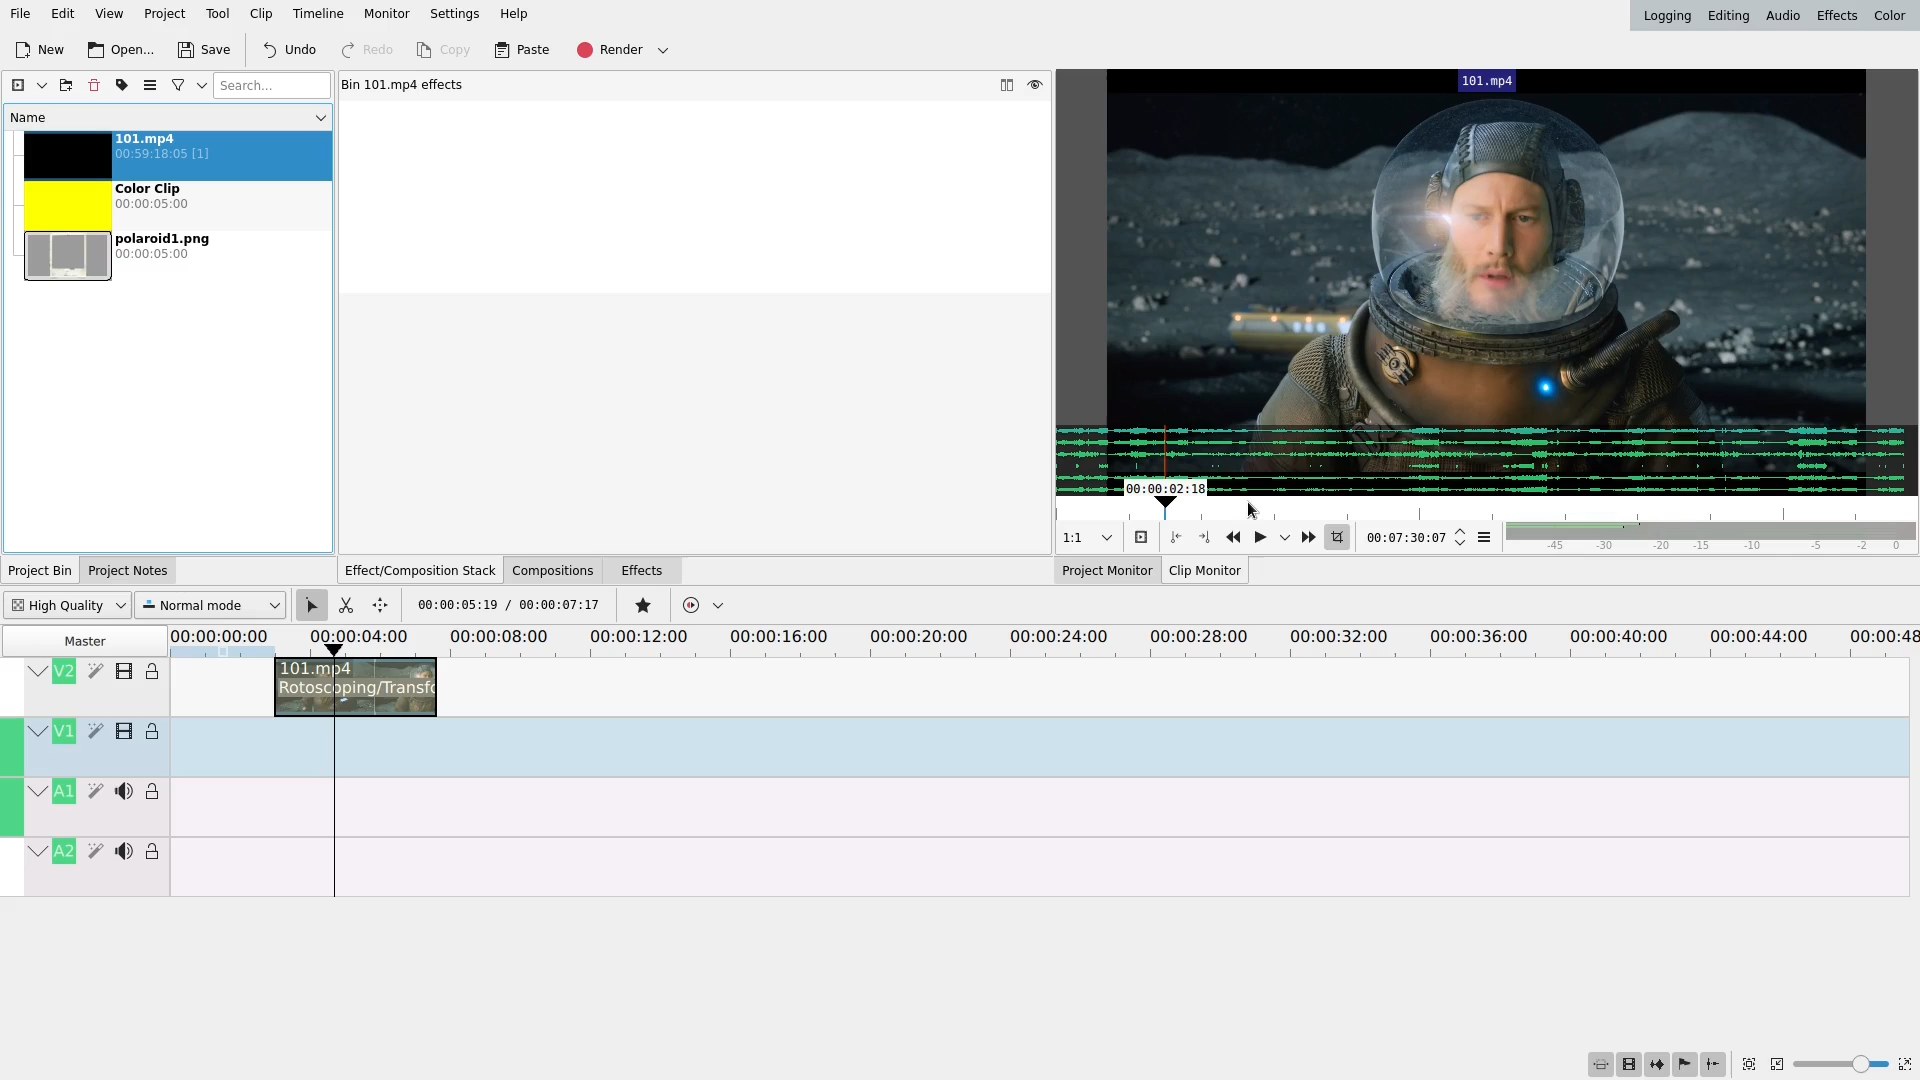 File Edit View Project Tool Clip Timeline Monitor Settings Help
Logging Editing Audio Effects Color
New Open... Save Undo Redo Copy Paste Render
Search...
Bin 101.mp4 effects
101.mp4
Name
101.mp4
00:59:18:05 [1]
Color Clip
00:00:05:00
polaroid1.png
00:00:05:00
00:00:02:18
1:1 00:07:30:07
-45 -30 -20 -15 -10 -5 -2 0
Project Bin Project Notes Effect/Composition Stack Compositions Effects Project Monitor Clip Monitor
High Quality Normal mode 00:00:05:19 / 00:00:07:17
Master 00:00:00:00 00:00:04:00 00:00:08:00 00:00:12:00 00:00:16:00 00:00:20:00 00:00:24:00 00:00:28:00 00:00:32:00 00:00:36:00 00:00:40:00 00:00:44:00 00:00:48
V2 101.mp4
Rotoscoping/Transfo
V1
A1
A2